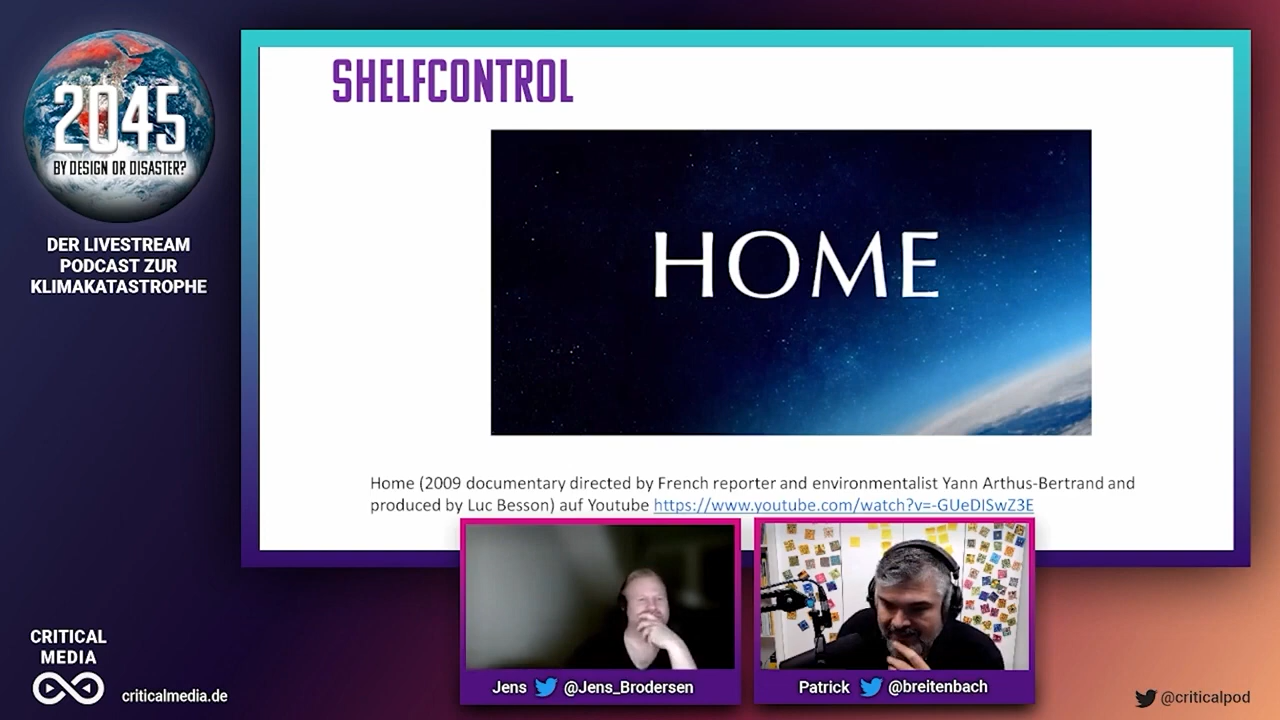 2045
BY DESIGN OR DISASTER?
DER LIVESTREAM
PODCAST ZUR
KLIMAKATASTROPHE
SHELFCONTROL
HOME
Home (2009 documentary directed by French reporter and environmentalist Yann Arthus-Bertrand and
produced by Luc Besson) auf Youtube https://www.youtube.com/watch?v=-GUeDISwZ3E
Jens @Jens_Brodersen
Patrick @breitenbach
CRITICAL
MEDIA
criticalmedia.de
@criticalpod